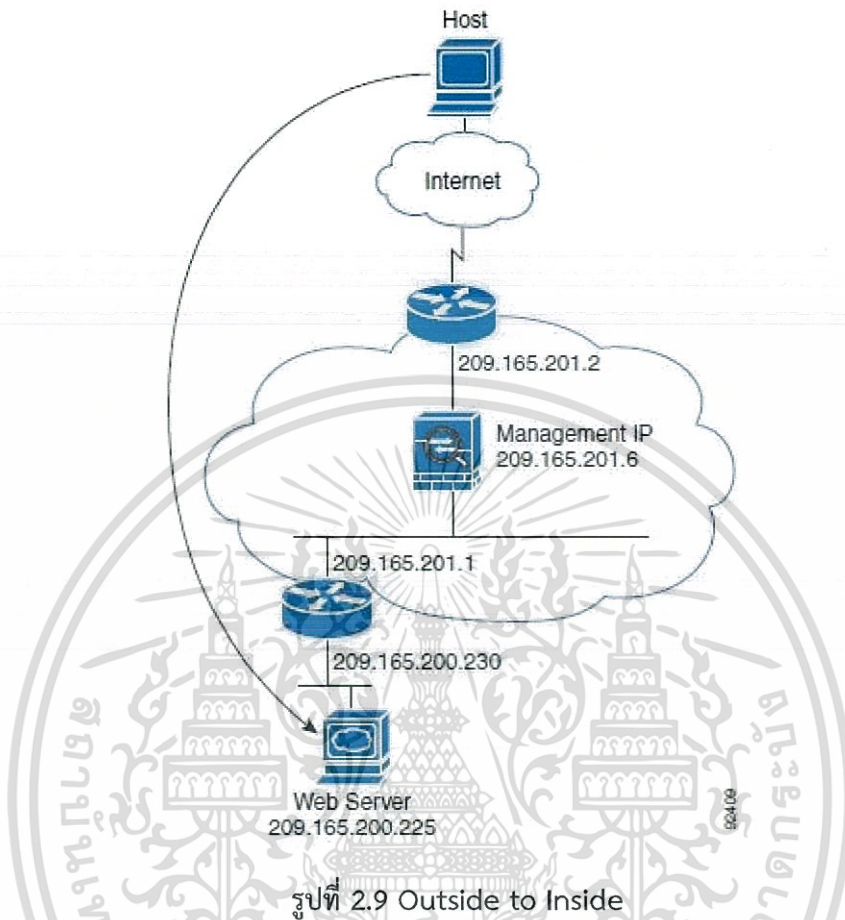 Host
Internet
209.165.201.2
Management IP
209.165.201.6
209.165.201.1
209.165.200.230
Web Server
209.165.200.225
92409
รูปที่ 2.9 Outside to Inside